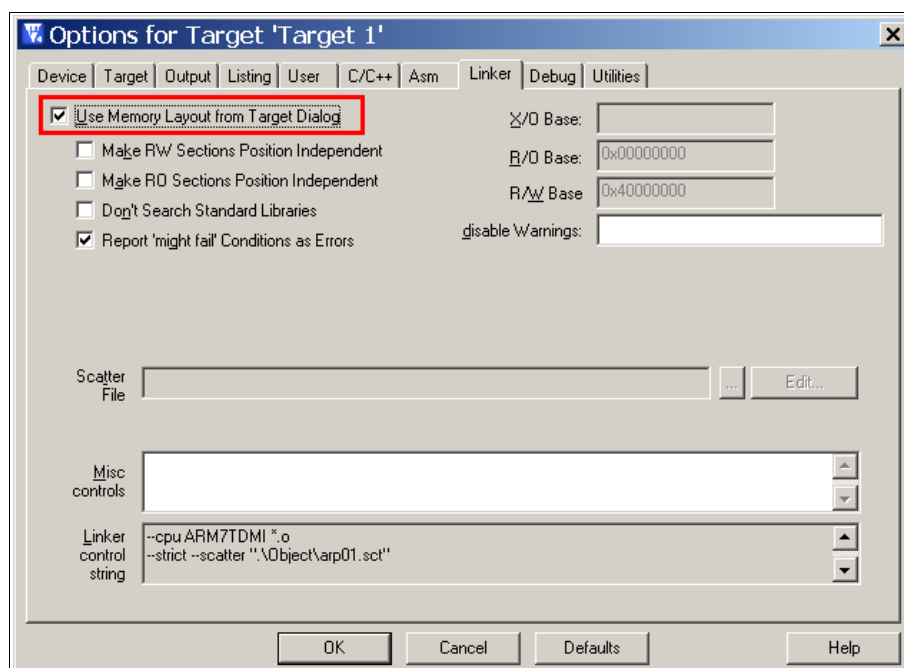 Options for Target 'Target 1'
Device Target Output Listing User C/C++ Asm Linker Debug Utilities
Use Memory Layout from Target Dialog
Make RW Sections Position Independent
Make RO Sections Position Independent
Don't Search Standard Libraries
Report 'might fail' Conditions as Errors
X/O Base:
R/O Base: 0x00000000
R/W Base 0x40000000
disable Warnings:
Scatter
File
... Edit...
Misc
controls
Linker
control
string
--cpu ARM7TDMI *.o
--strict --scatter ".\Object\arp01.sct"
OK Cancel Defaults Help